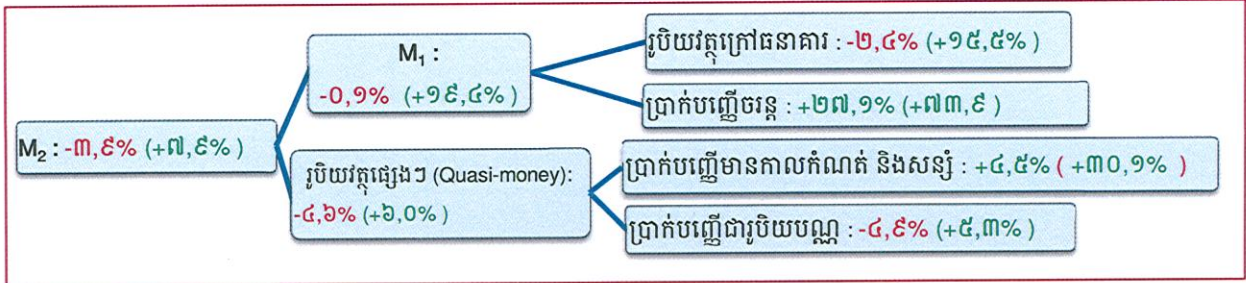 M₁ :
-0,១% (+១៩,៤%)
រូបិយវត្ថុក្រៅធនាគារ : -២,៤% (+១៥,៥%)
ប្រាក់បញ្ញើចរន្ត : +២៧,១% (+៧៣,៩)
M₂ : -៣,៩% (+៧,៩%)
រូបិយវត្ថុផ្សេងៗ (Quasi-money):
-៤,៦% (+៦,0%)
ប្រាក់បញ្ញើមានកាលកំណត់ និងសន្សំ : +៤,៥% ( +៣0,១% )
ប្រាក់បញ្ញើជារូបិយបណ្ណ : -៤,៩% (+៥,៣%)